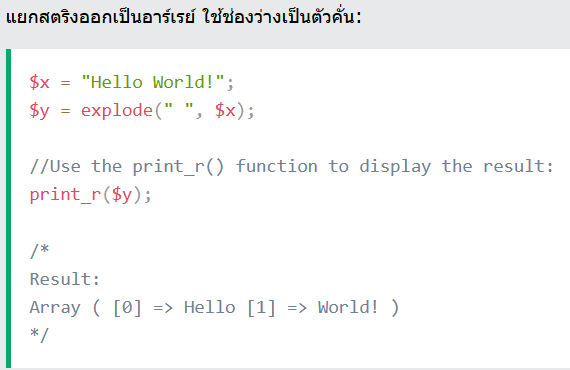 แยกสตริงออกเป็นอาร์เรย์ ใช้ช่องว่างเป็นตัวคั่น:
$x = "Hello World!";
$y = explode(" ", $x);
//Use the print_r() function to display the result:
print_r($y);
/*
Result:
Array ( [0] => Hello [1] => World! )
*/